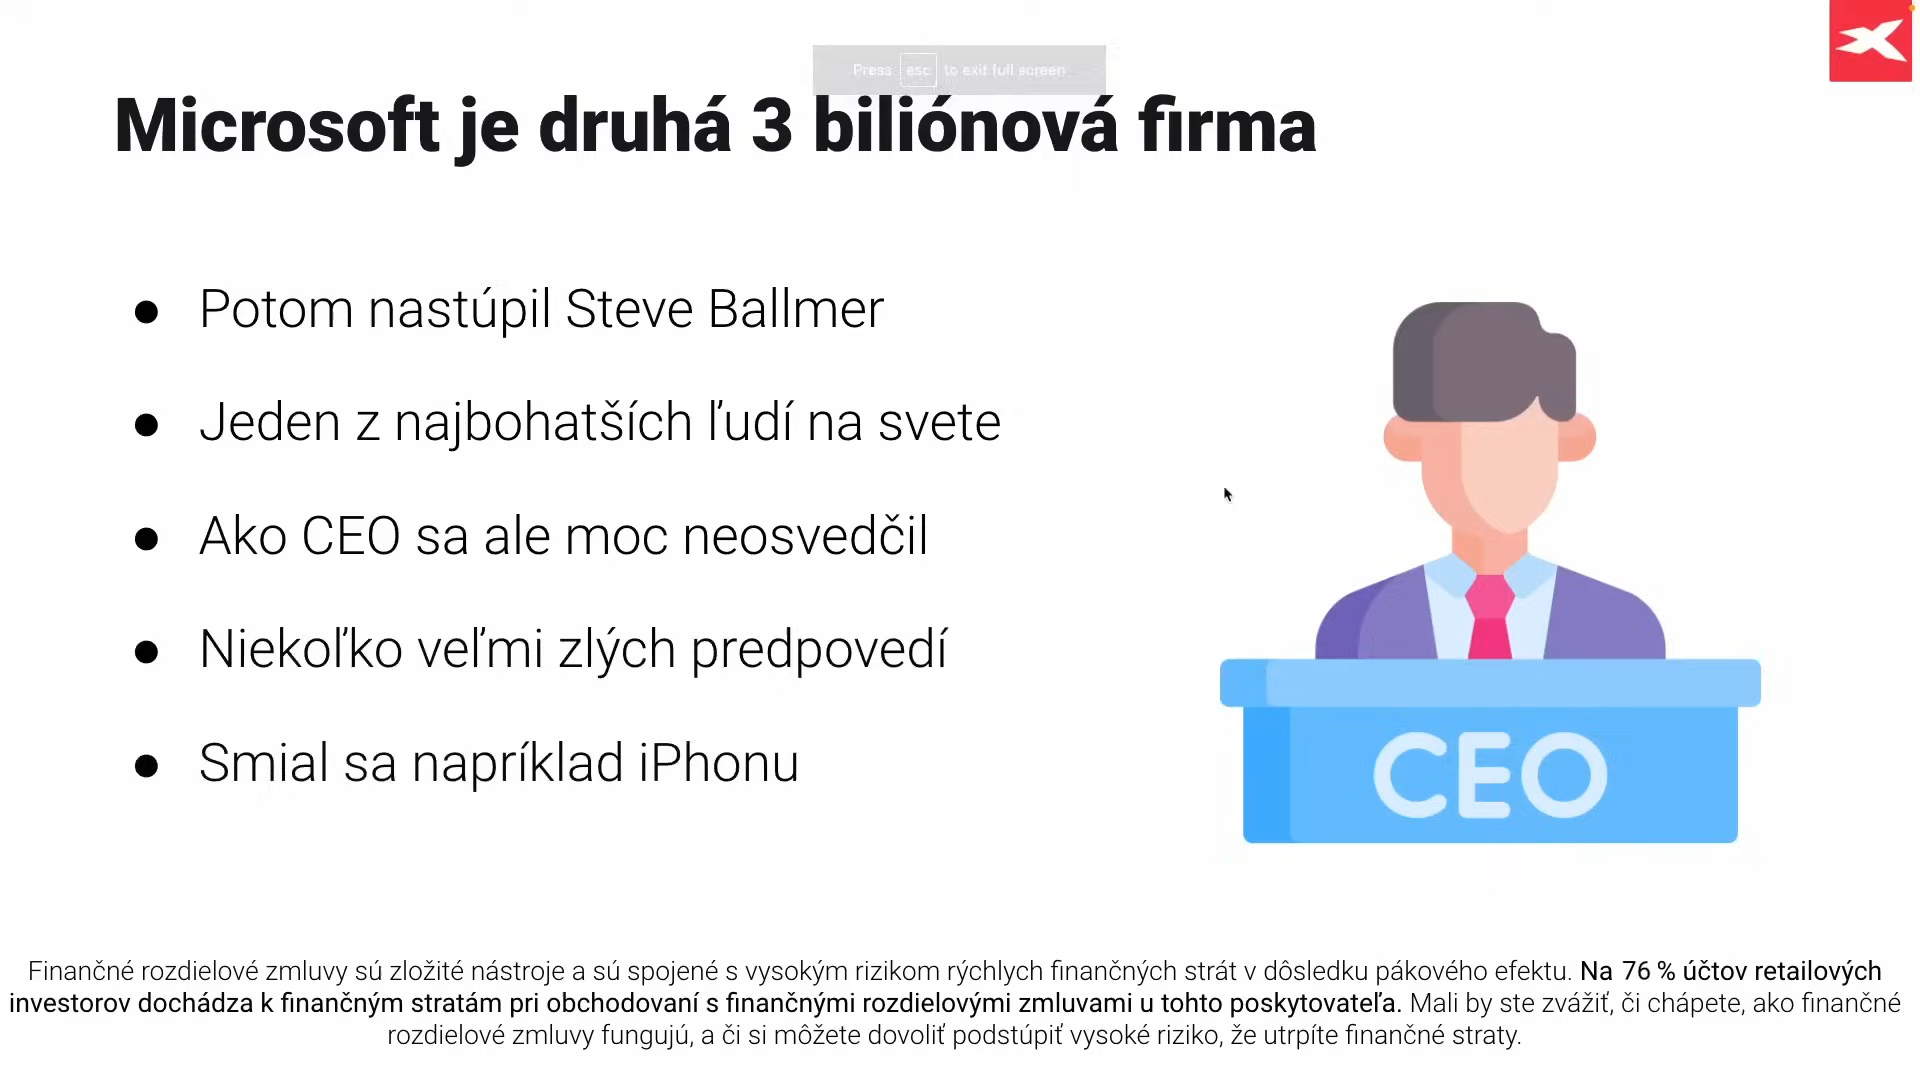 Press esc to exit full screen
Microsoft je druhá 3 biliónová firma
● Potom nastúpil Steve Ballmer
● Jeden z najbohatších ľudí na svete
● Ako CEO sa ale moc neosvedčil
● Niekoľko veľmi zlých predpovedí
● Smial sa napríklad iPhonu
CEO
Finančné rozdielové zmluvy sú zložité nástroje a sú spojené s vysokým rizikom rýchlych finančných strát v dôsledku pákového efektu. Na 76 % účtov retailových
investorov dochádza k finančným stratám pri obchodovaní s finančnými rozdielovými zmluvami u tohto poskytovateľa. Mali by ste zvážiť, či chápete, ako finančné
rozdielové zmluvy fungujú, a či si môžete dovoliť podstúpiť vysoké riziko, že utrpíte finančné straty.